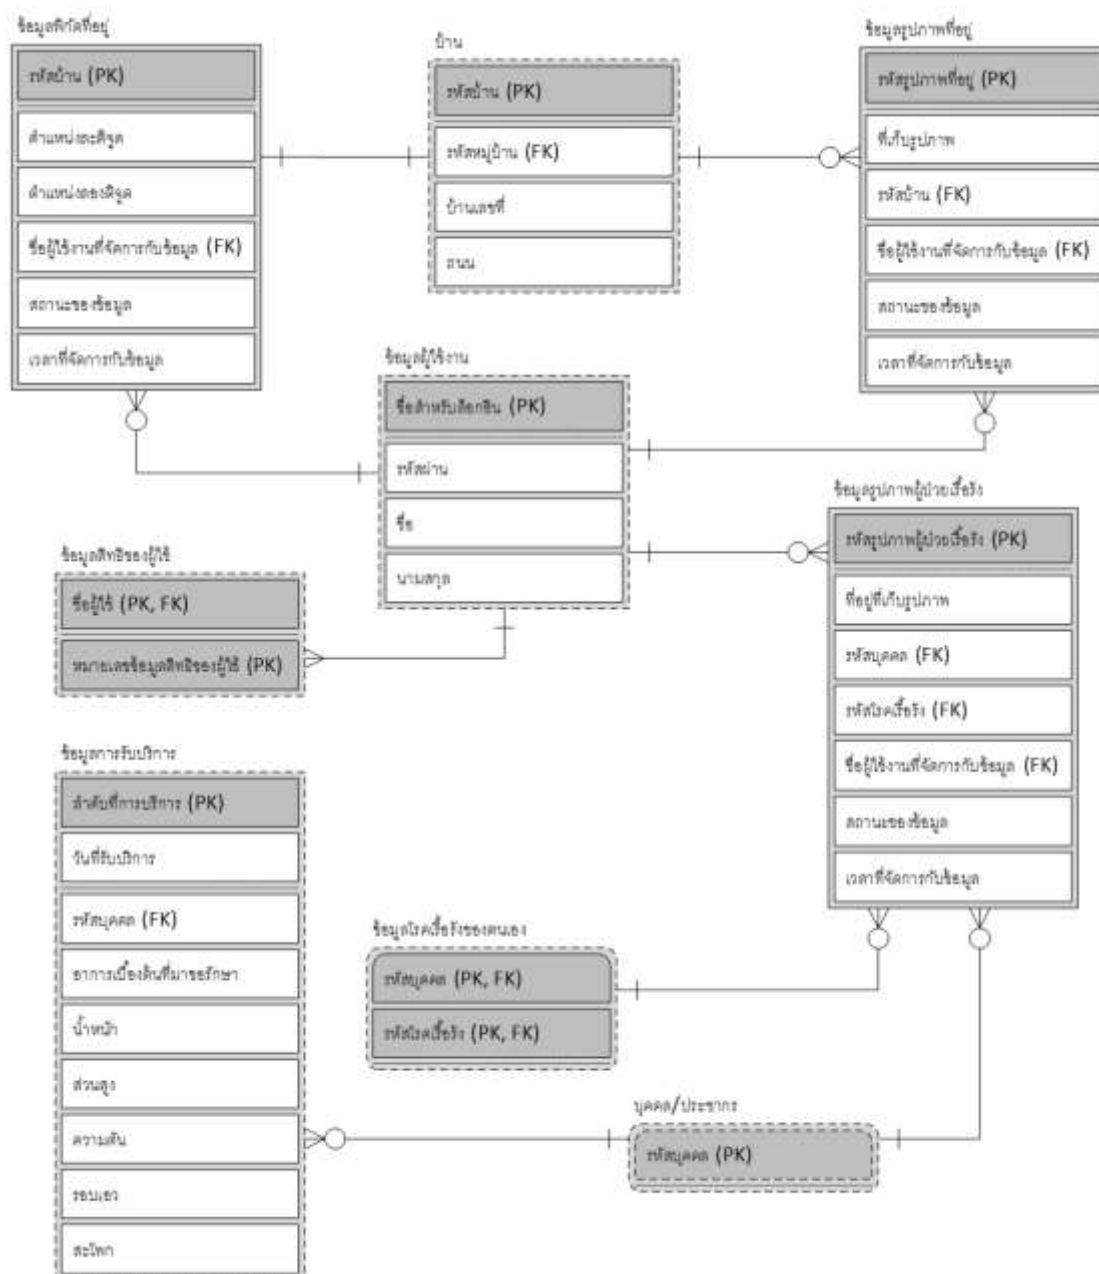 ข้อมูลพิกัดที่อยู่
รหัสบ้าน (PK)
ตำแหน่งละติจูด
ตำแหน่งลองติจูด
ชื่อผู้ใช้งานที่จัดการกับข้อมูล (FK)
สถานะของข้อมูล
เวลาที่จัดการกับข้อมูล
บ้าน
รหัสบ้าน (PK)
รหัสหมู่บ้าน (FK)
บ้านเลขที่
ถนน
ข้อมูลรูปภาพที่อยู่
รหัสรูปภาพที่อยู่ (PK)
ที่เก็บรูปภาพ
รหัสบ้าน (FK)
ชื่อผู้ใช้งานที่จัดการกับข้อมูล (FK)
สถานะของข้อมูล
เวลาที่จัดการกับข้อมูล
ข้อมูลผู้ใช้งาน
ชื่อสำหรับล็อกอิน (PK)
รหัสผ่าน
ชื่อ
นามสกุล
ข้อมูลสิทธิของผู้ใช้
ชื่อผู้ใช้ (PK, FK)
หมายเลขข้อมูลสิทธิของผู้ใช้ (PK)
ข้อมูลรูปภาพผู้ป่วยเรื้อรัง
รหัสรูปภาพผู้ป่วยเรื้อรัง (PK)
ที่อยู่ที่เก็บรูปภาพ
รหัสบุคคล (FK)
รหัสโรคเรื้อรัง (FK)
ชื่อผู้ใช้งานที่จัดการกับข้อมูล (FK)
สถานะของข้อมูล
เวลาที่จัดการกับข้อมูล
ข้อมูลการรับบริการ
ลำดับที่การบริการ (PK)
วันที่รับบริการ
รหัสบุคคล (FK)
อาการเบื้องต้นที่มาขอรักษา
น้ำหนัก
ส่วนสูง
ความดัน
รอบเอว
สะโพก
ข้อมูลโรคเรื้อรังของตนเอง
รหัสบุคคล (PK, FK)
รหัสโรคเรื้อรัง (PK, FK)
บุคคล/ประชากร
รหัสบุคคล (PK)